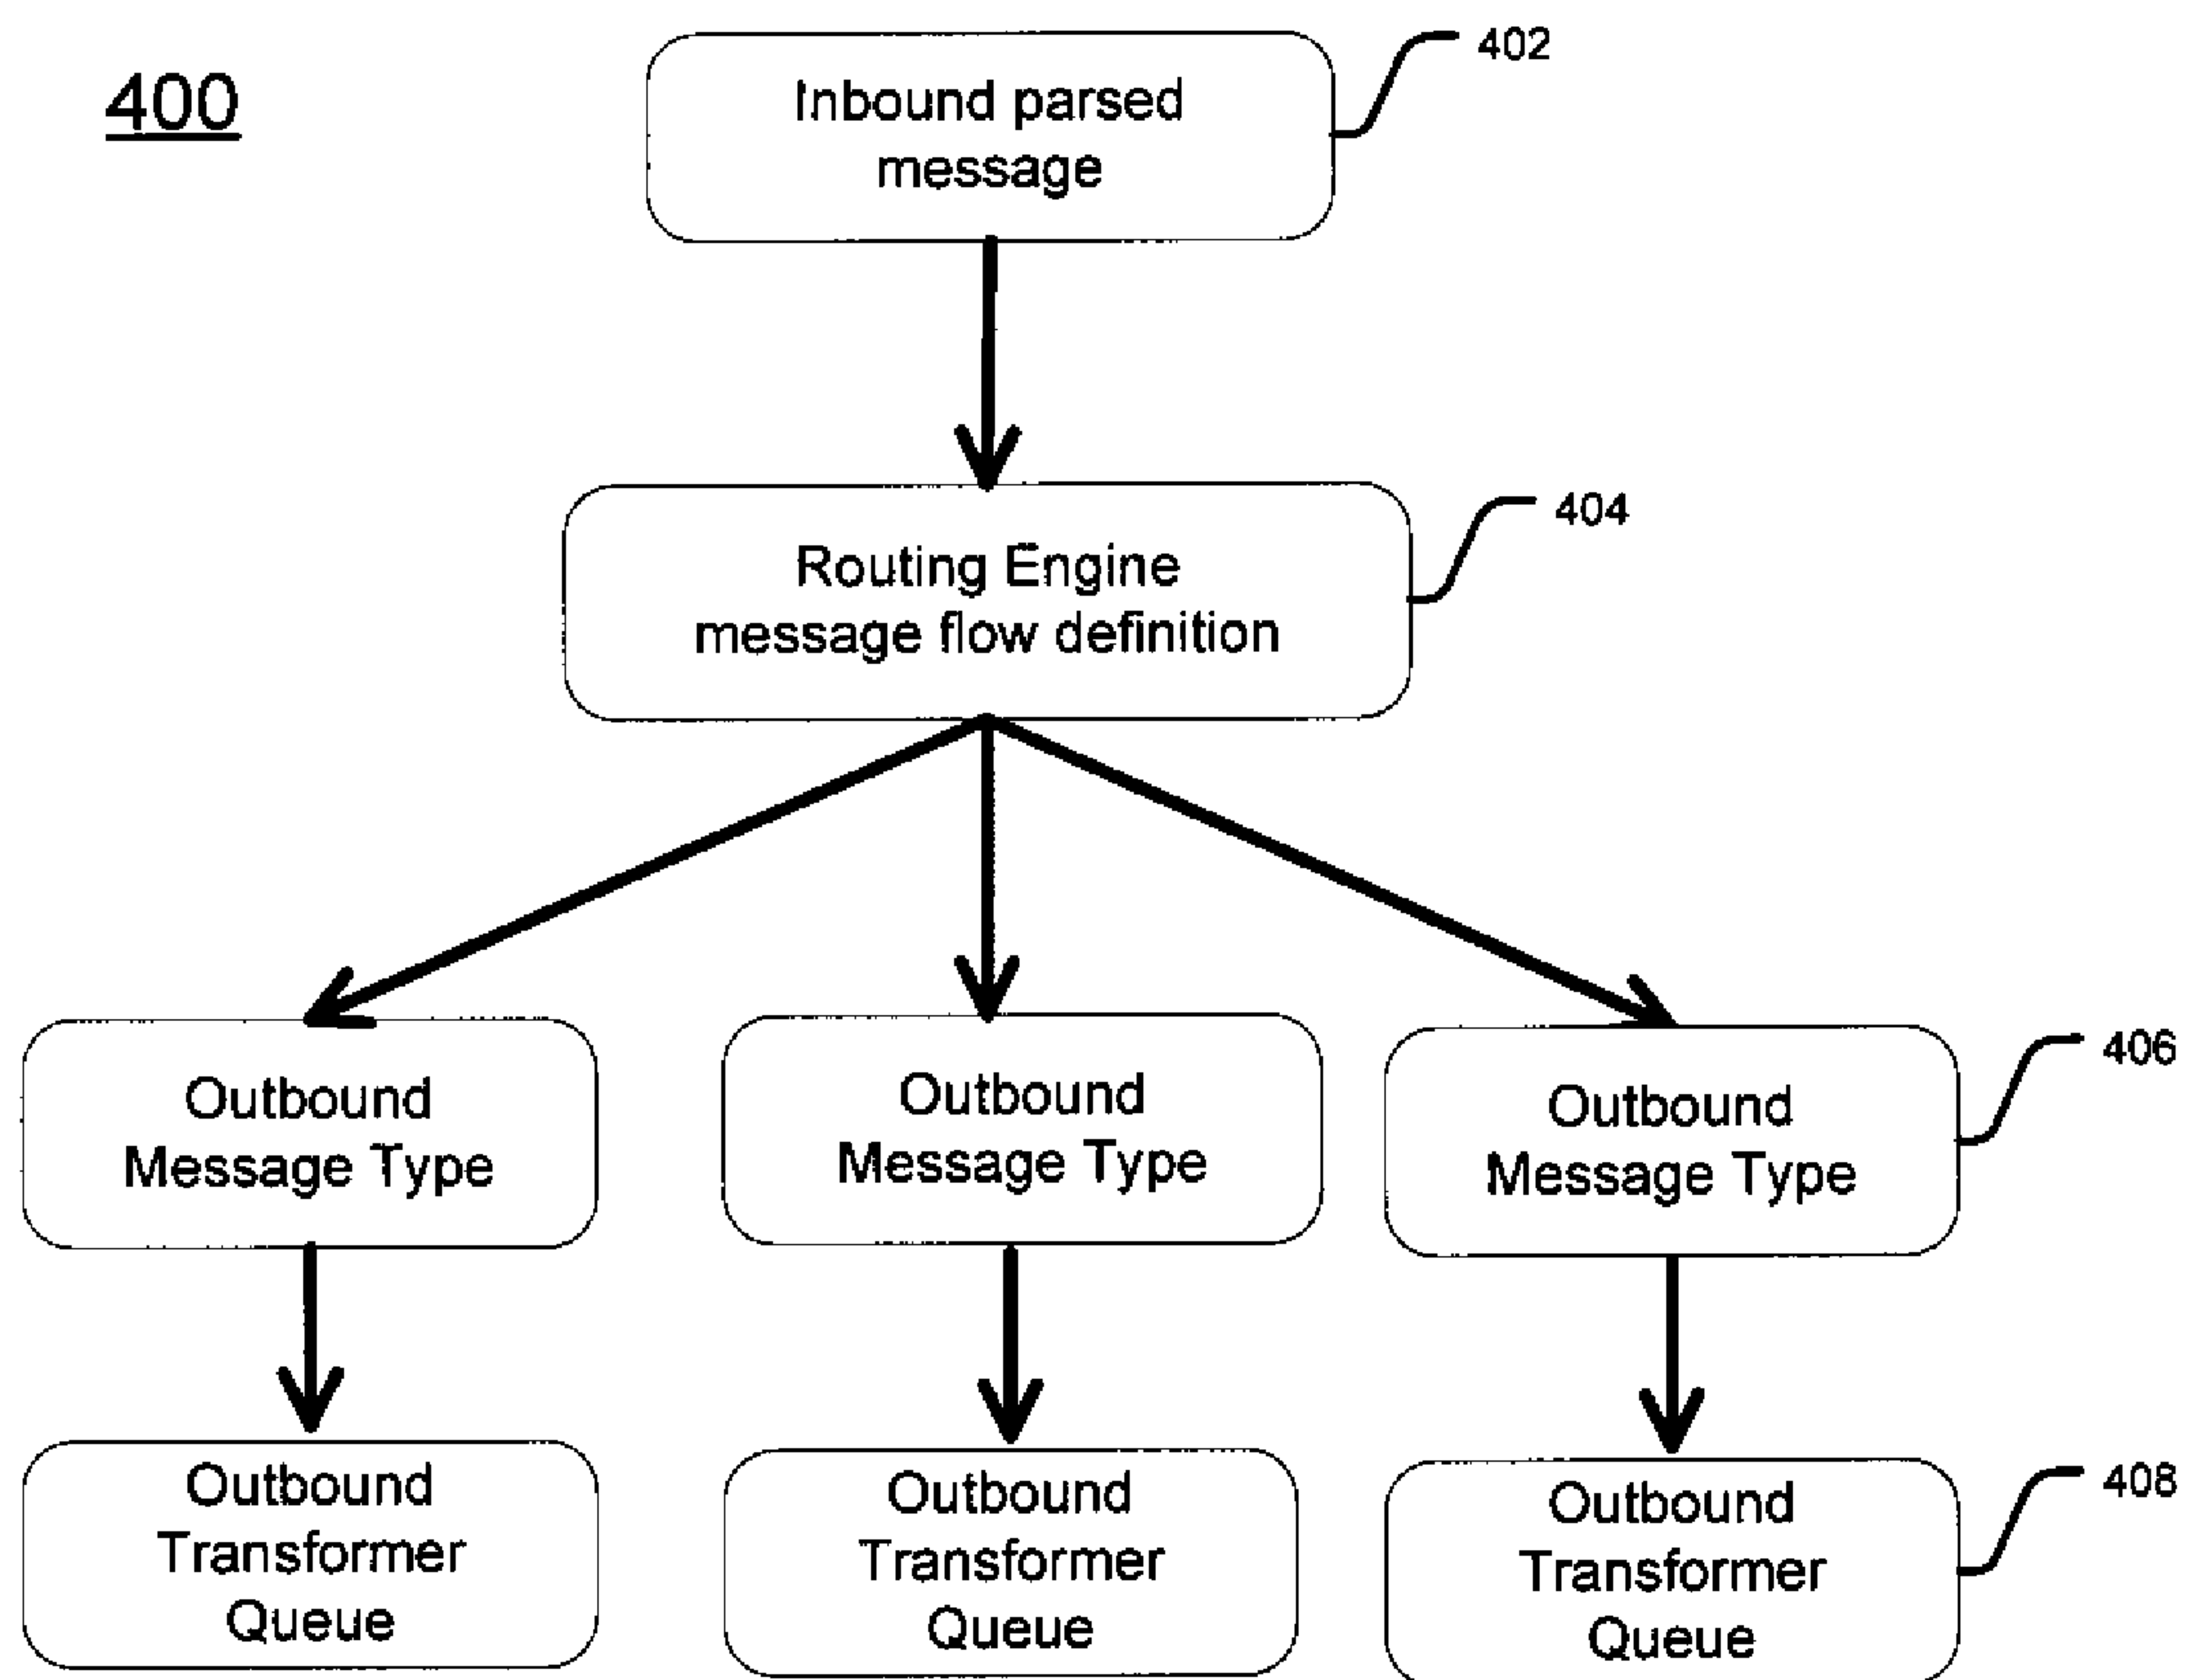 400
Inbound parsed
message
402
Routing Engine
message flow definition
404
Outbound
Message Type
Outbound
Message Type
Outbound
Message Type
406
Outbound
Transformer
Queue
Outbound
Transformer
Queue
Outbound
Transformer
Queue
408